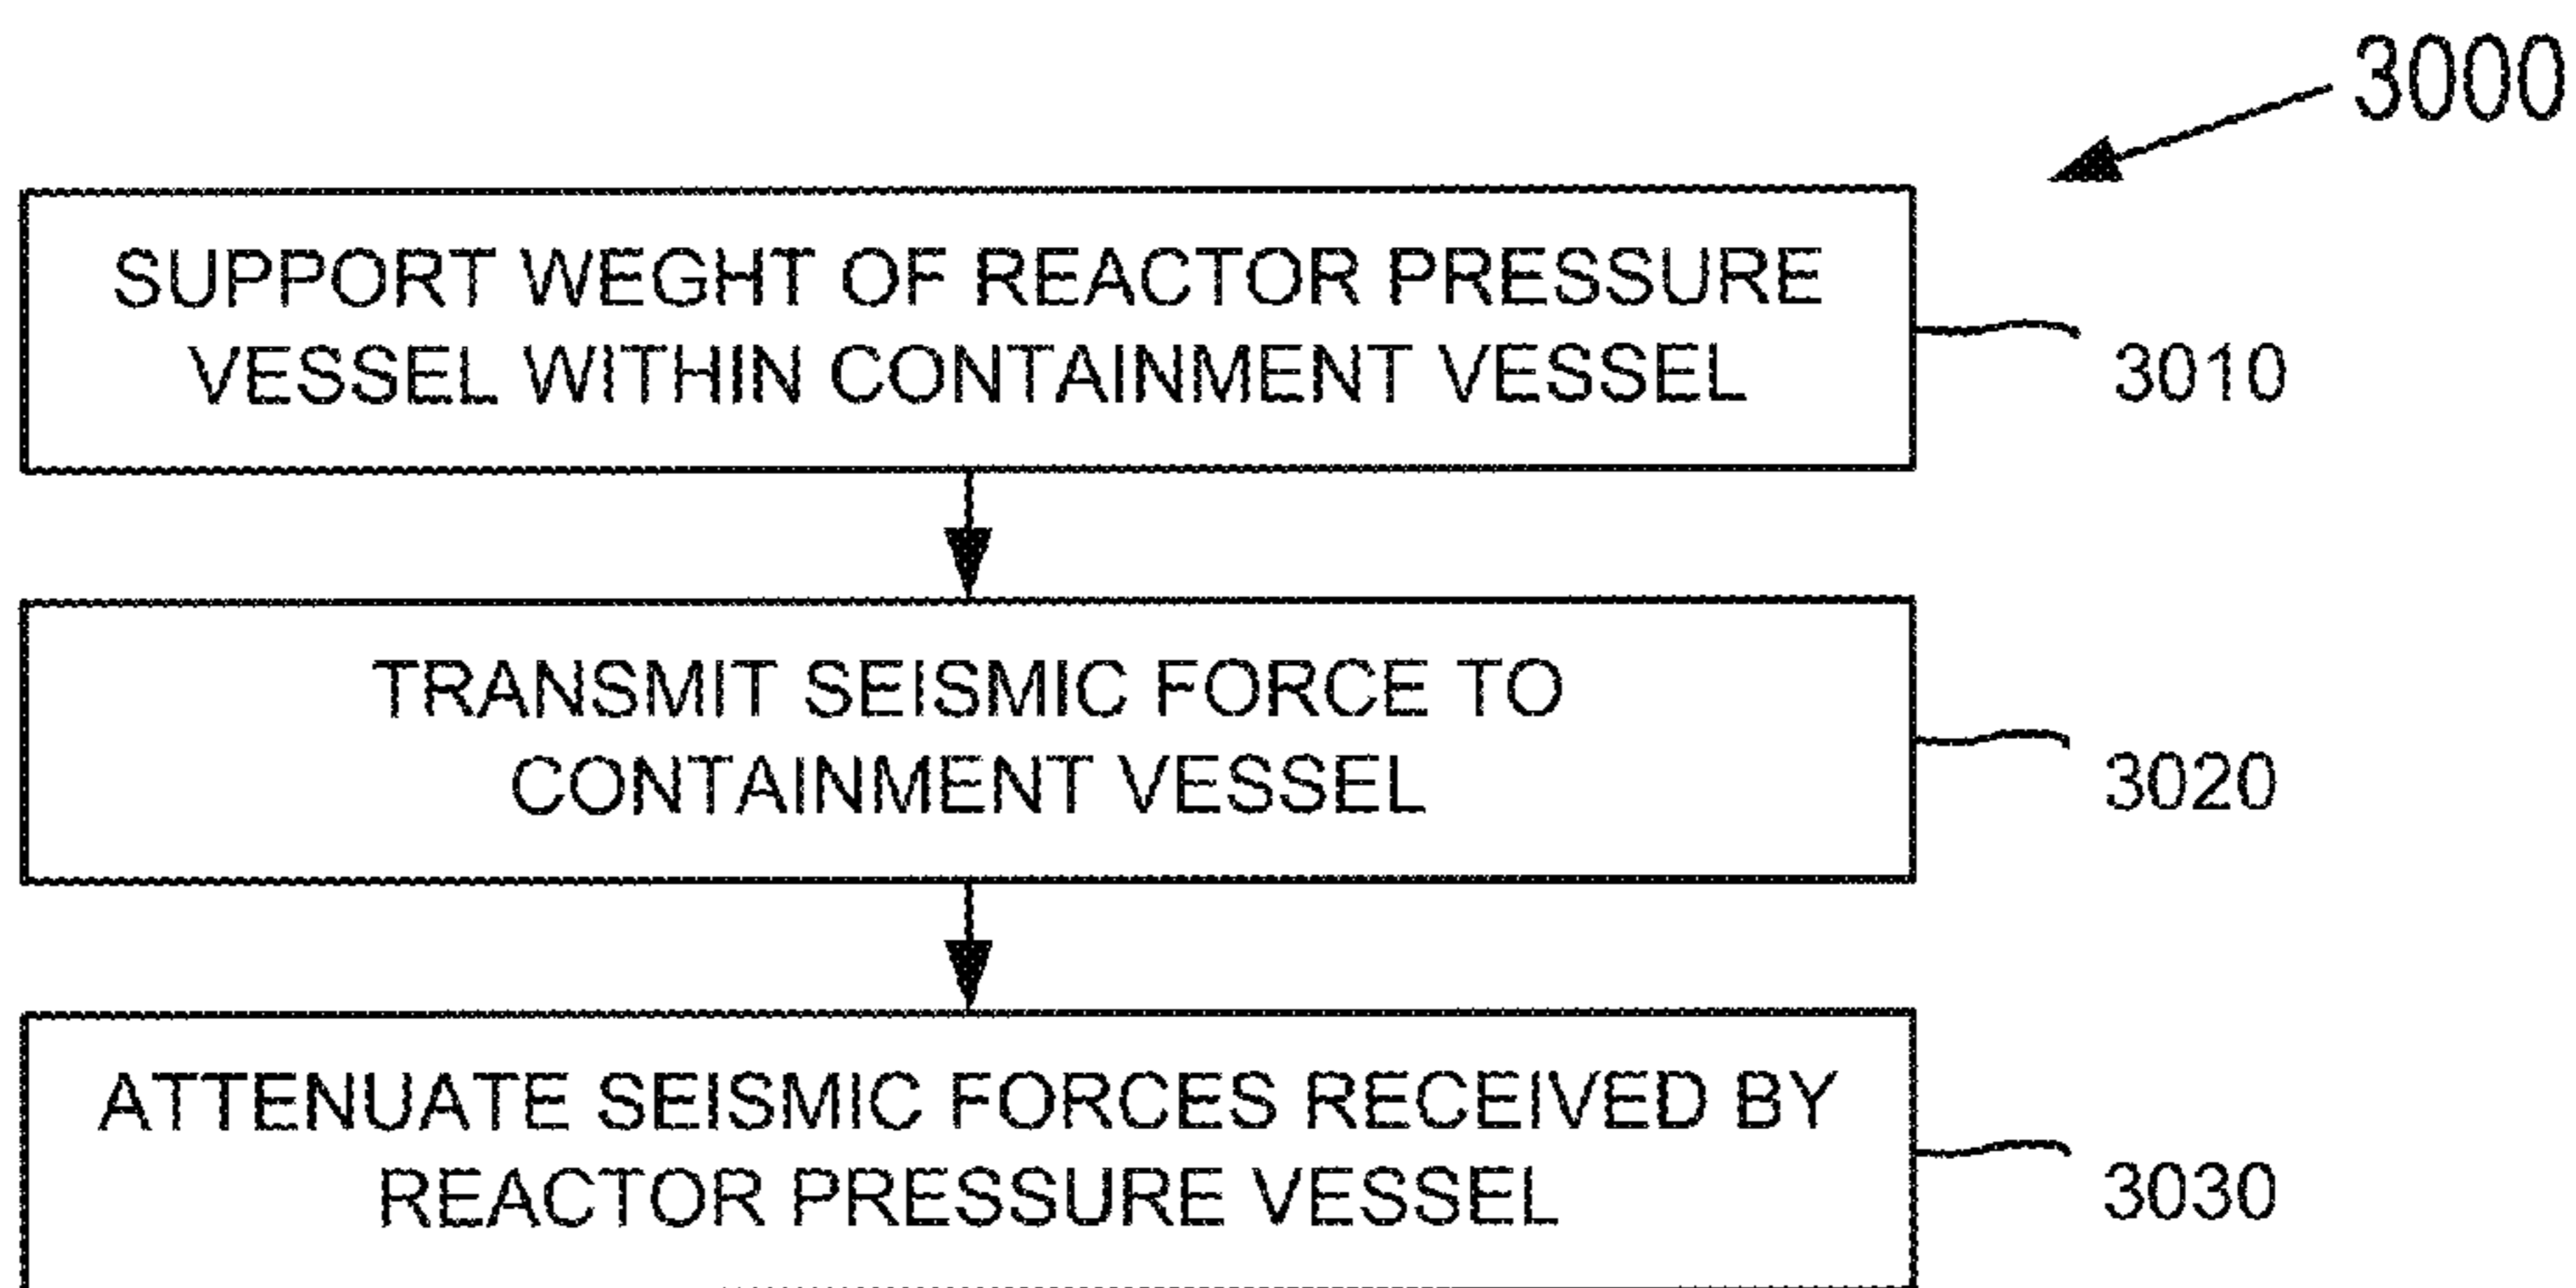 3000
SUPPORT WEGHT OF REACTOR PRESSURE
VESSEL WITHIN CONTAINMENT VESSEL
3010
TRANSMIT SEISMIC FORCE TO
CONTAINMENT VESSEL
3020
ATTENUATE SEISMIC FORCES RECEIVED BY
REACTOR PRESSURE VESSEL
3030